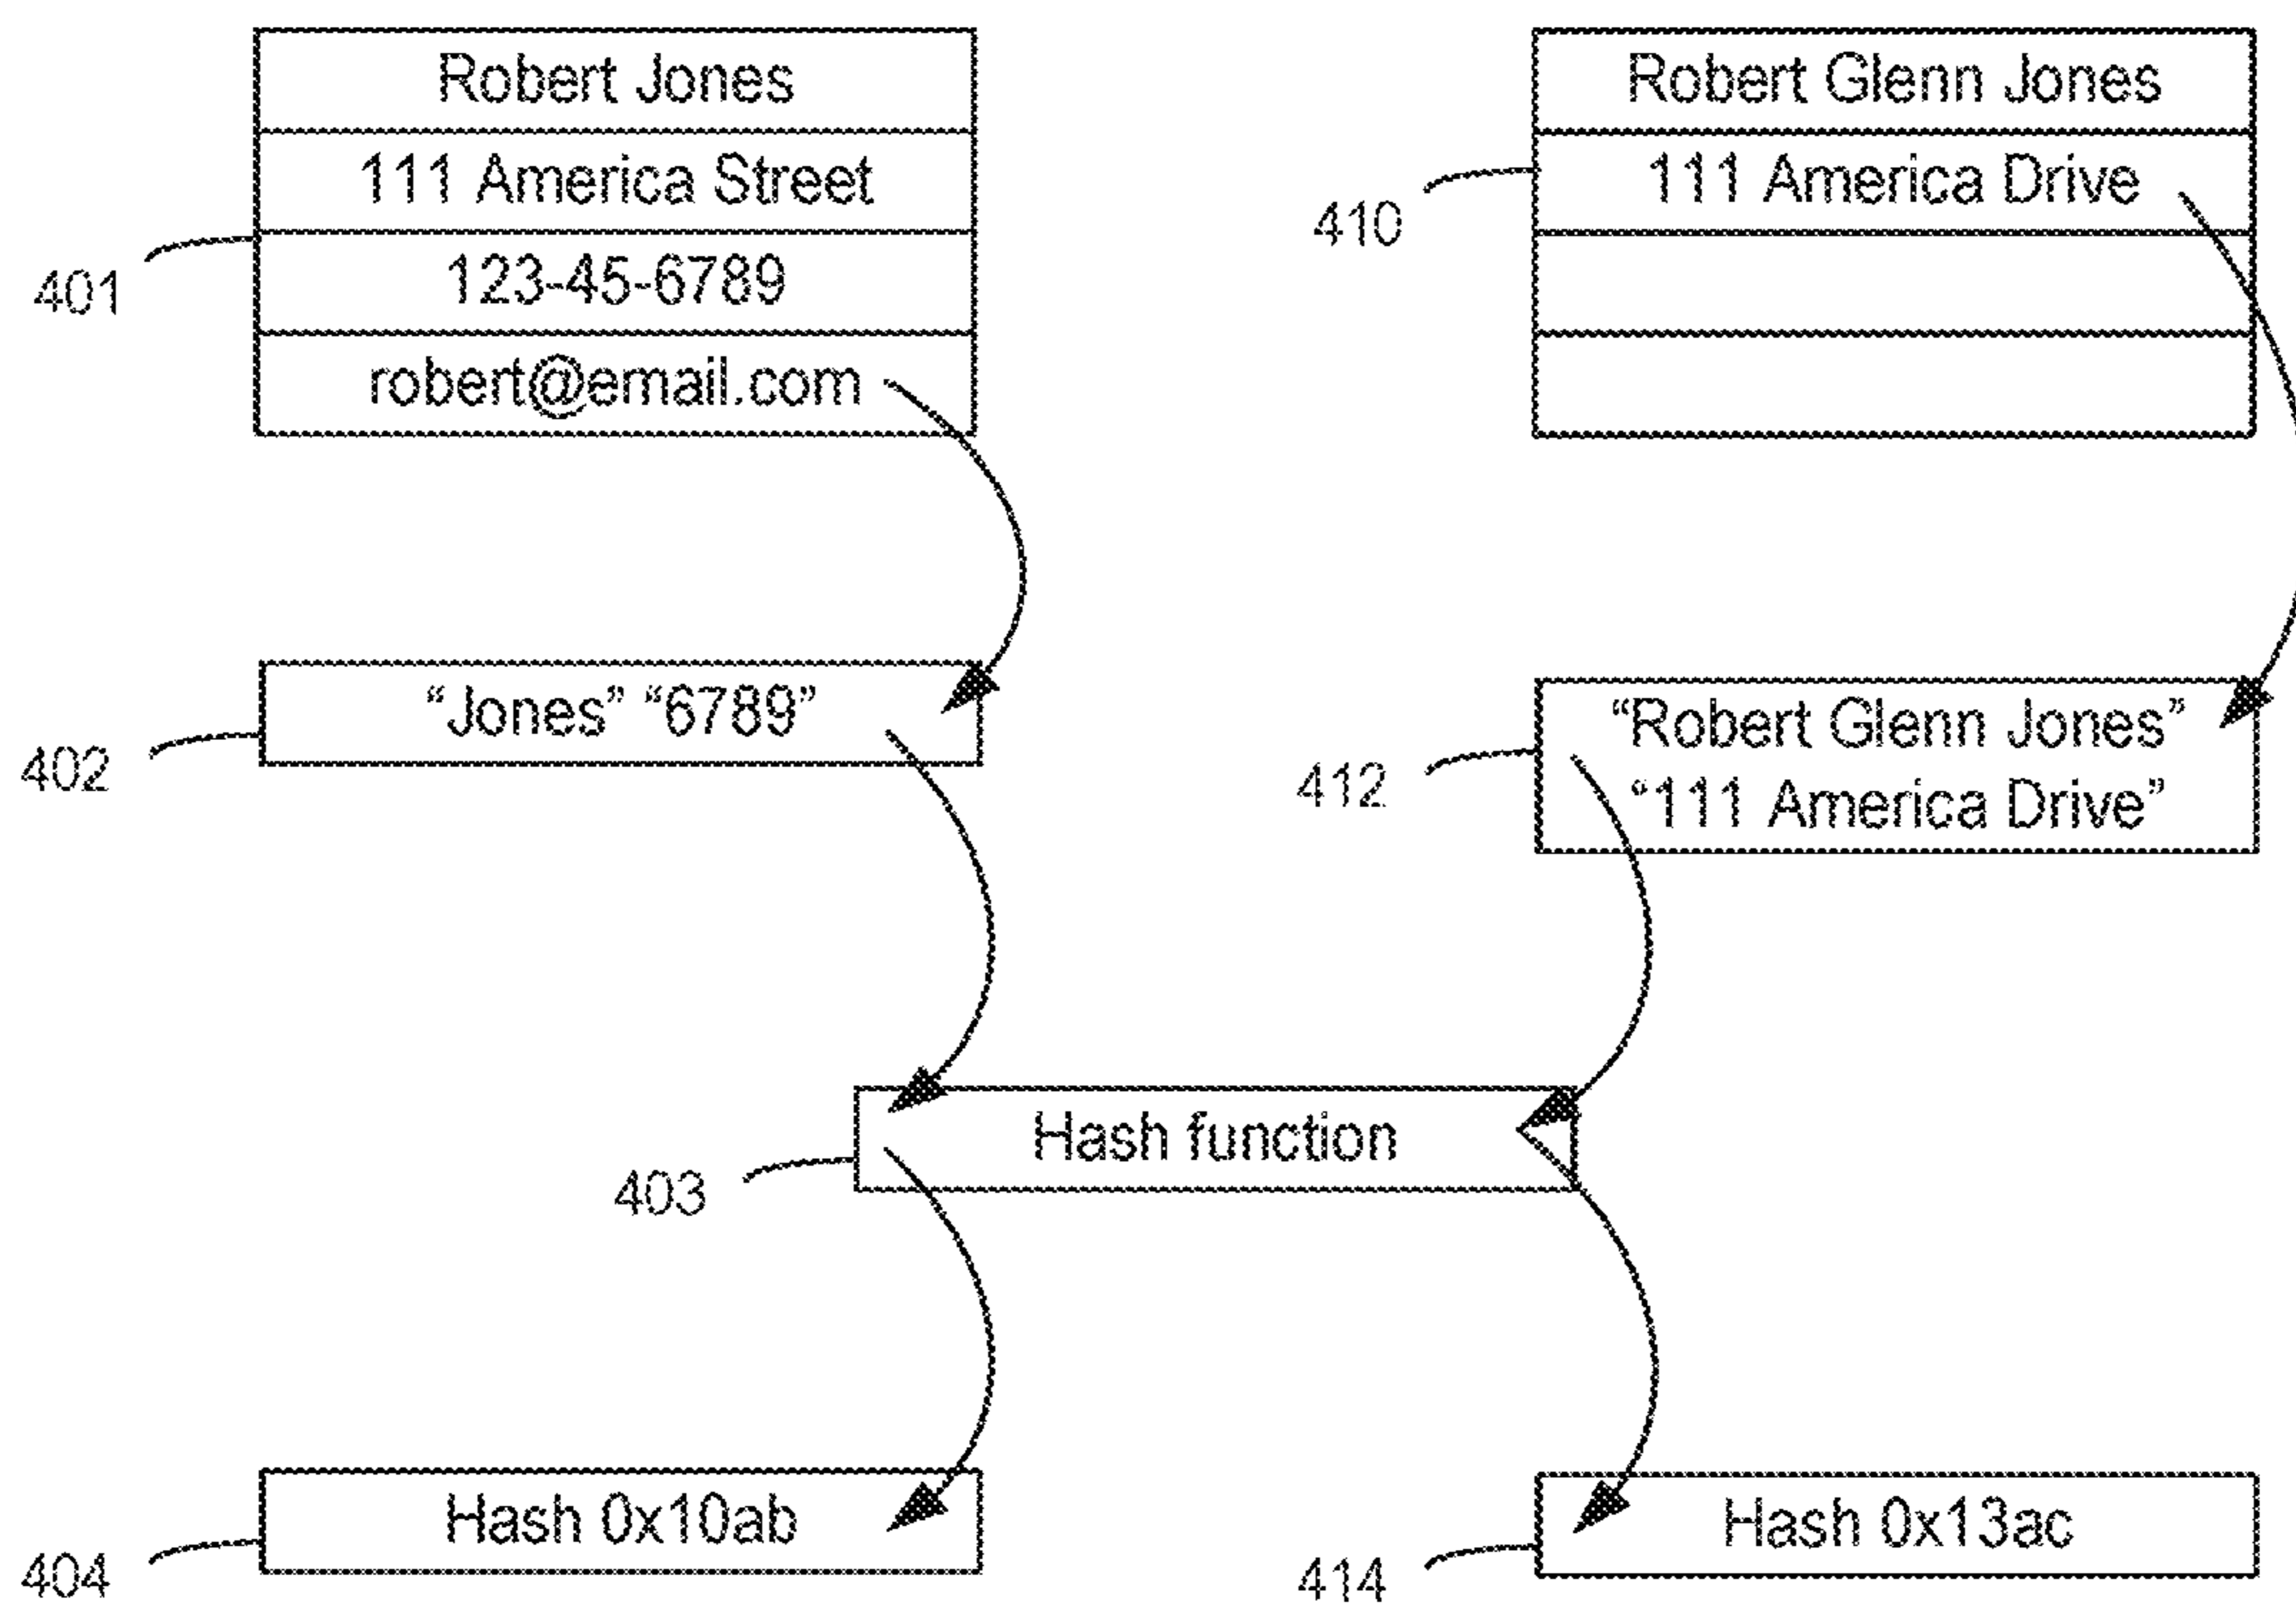 Robert Jones
111 America Street
123-45-6789
robert@email.com
401
Robert Glenn Jones
111 America Drive
410
“Jones” “6789”
402
“Robert Glenn Jones”
“111 America Drive”
412
Hash function
403
Hash 0x10ab
404
Hash 0x13ac
414